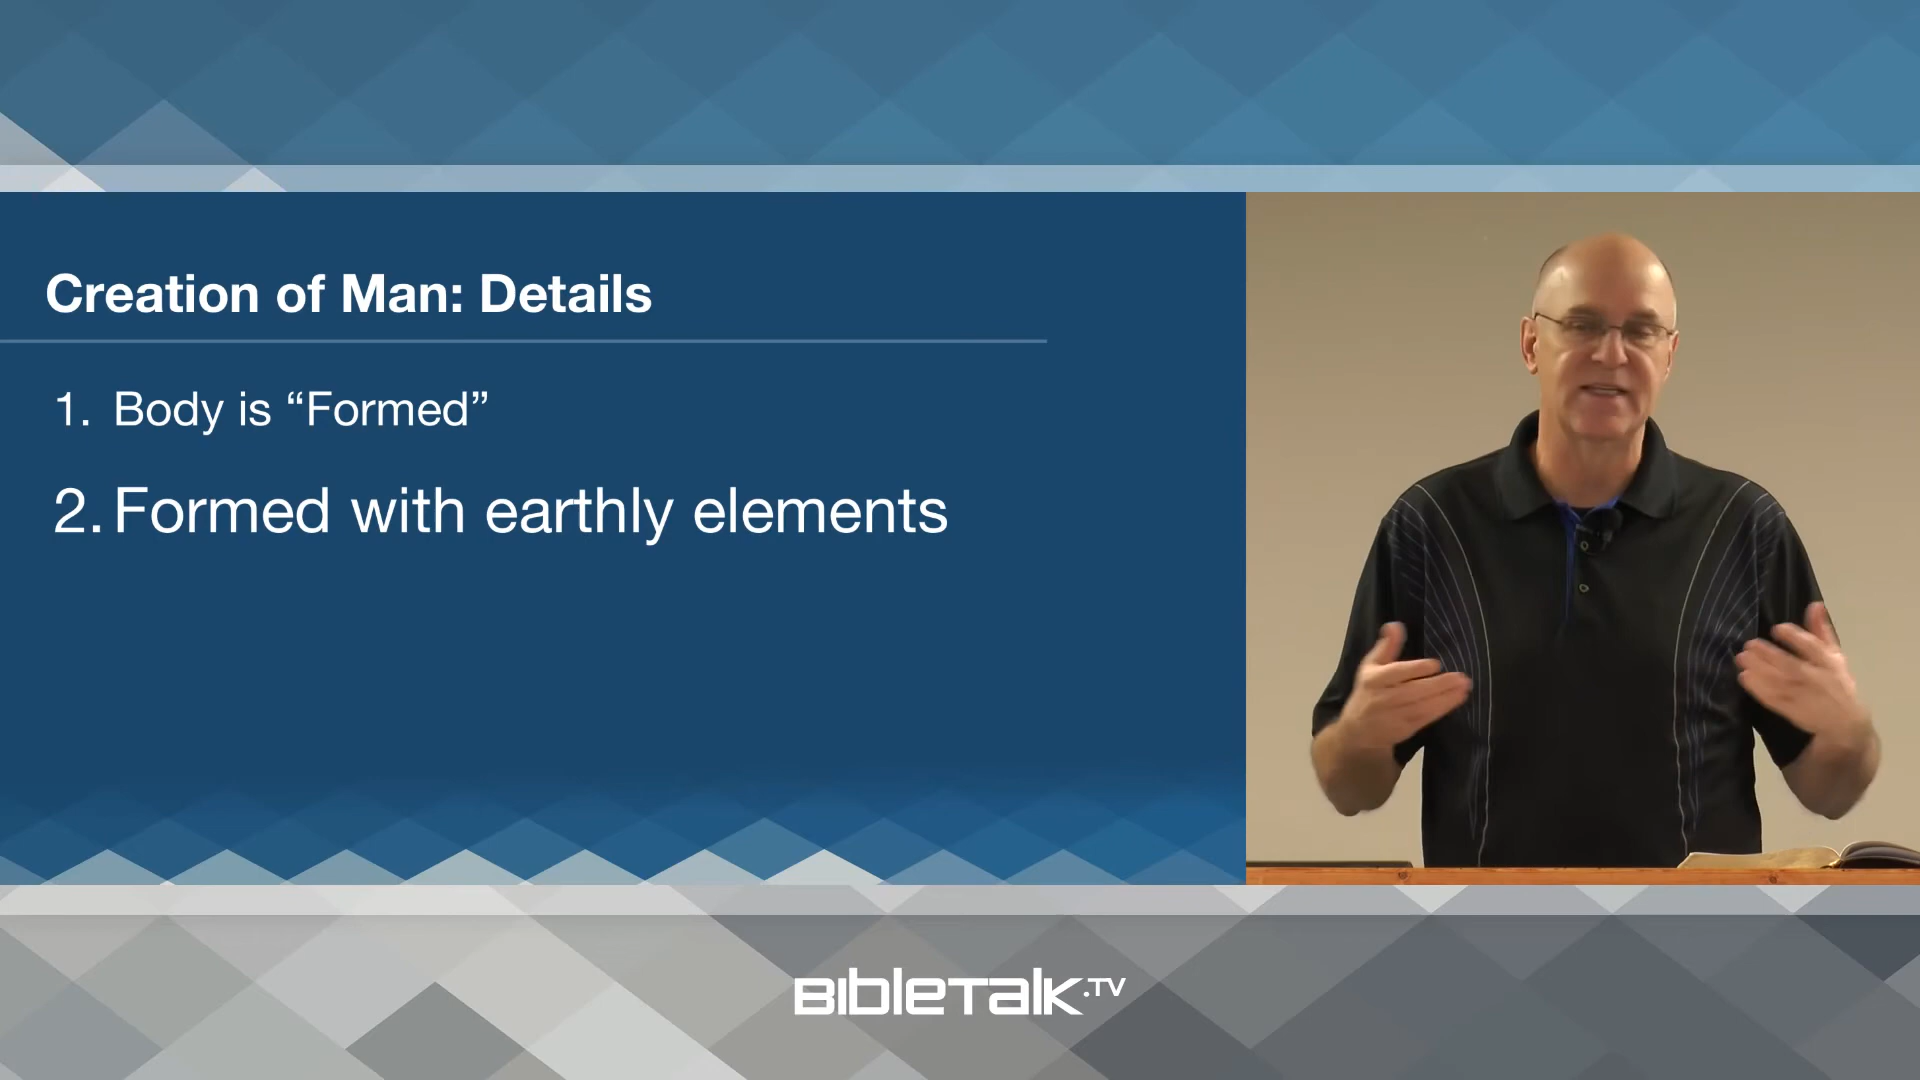 Creation of Man: Details
1. Body is “Formed”
2. Formed with earthly elements
BibleTalk.TV